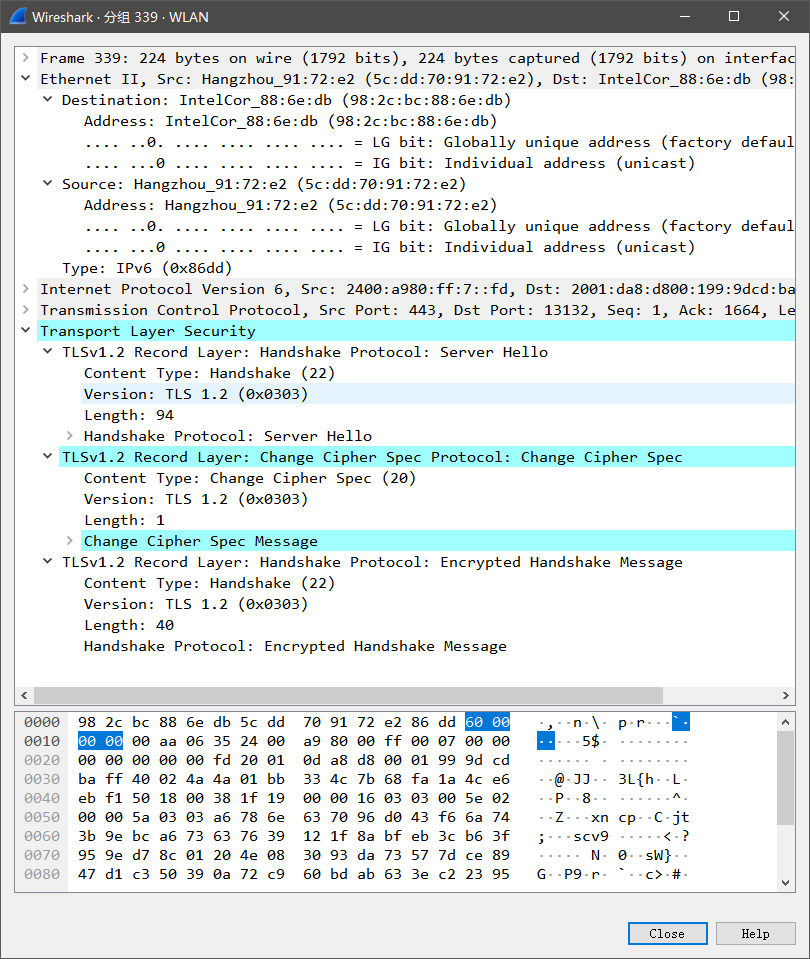 Wireshark · 分组 339 · WLAN
Frame 339: 224 bytes on wire (1792 bits), 224 bytes captured (1792 bits) on interfac
Ethernet II, Src: Hangzhou_91:72:e2 (5c:dd:70:91:72:e2), Dst: IntelCor_88:6e:db (98:
Destination: IntelCor_88:6e:db (98:2c:bc:88:6e:db)
Address: IntelCor_88:6e:db (98:2c:bc:88:6e:db)
.... ..0. .... .... .... .... = LG bit: Globally unique address (factory defaul
.... ...0 .... .... .... .... = IG bit: Individual address (unicast)
Source: Hangzhou_91:72:e2 (5c:dd:70:91:72:e2)
Address: Hangzhou_91:72:e2 (5c:dd:70:91:72:e2)
.... ..0. .... .... .... .... = LG bit: Globally unique address (factory defaul
.... ...0 .... .... .... .... = IG bit: Individual address (unicast)
Type: IPv6 (0x86dd)
Internet Protocol Version 6, Src: 2400:a980:ff:7::fd, Dst: 2001:da8:d800:199:9dcd:ba
Transmission Control Protocol, Src Port: 443, Dst Port: 13132, Seq: 1, Ack: 1664, Le
Transport Layer Security
TLSv1.2 Record Layer: Handshake Protocol: Server Hello
Content Type: Handshake (22)
Version: TLS 1.2 (0x0303)
Length: 94
Handshake Protocol: Server Hello
TLSv1.2 Record Layer: Change Cipher Spec Protocol: Change Cipher Spec
Content Type: Change Cipher Spec (20)
Version: TLS 1.2 (0x0303)
Length: 1
Change Cipher Spec Message
TLSv1.2 Record Layer: Handshake Protocol: Encrypted Handshake Message
Content Type: Handshake (22)
Version: TLS 1.2 (0x0303)
Length: 40
Handshake Protocol: Encrypted Handshake Message
0000 98 2c bc 88 6e db 5c dd 70 91 72 e2 86 dd 60 00 ·,··n·\· p·r···`·
0010 00 00 00 aa 06 35 24 00 a9 80 00 ff 00 07 00 00 ·····5$· ········
0020 00 00 00 00 00 fd 20 01 0d a8 d8 00 01 99 9d cd ······ · ········
0030 ba ff 40 02 4a 4a 01 bb 33 4c 7b 68 fa 1a 4c e6 ··@·JJ·· 3L{h··L·
0040 eb f1 50 18 00 38 1f 19 00 00 16 03 03 00 5e 02 ··P··8·· ······^·
0050 00 00 5a 03 03 a6 78 6e 63 70 96 d0 43 f6 6a 74 ··Z···xn cp··C·jt
0060 3b 9e bc a6 73 63 76 39 12 1f 8a bf eb 3c b6 3f ;···scv9 ·····<·?
0070 95 9e d7 8c 01 20 4e 08 30 93 da 73 57 7d ce 89 ····· N· 0··sW}··
0080 47 d1 c3 50 39 0a 72 c9 60 bd ab 63 3e c2 23 95 G··P9·r· `··c>·#·
Close
Help